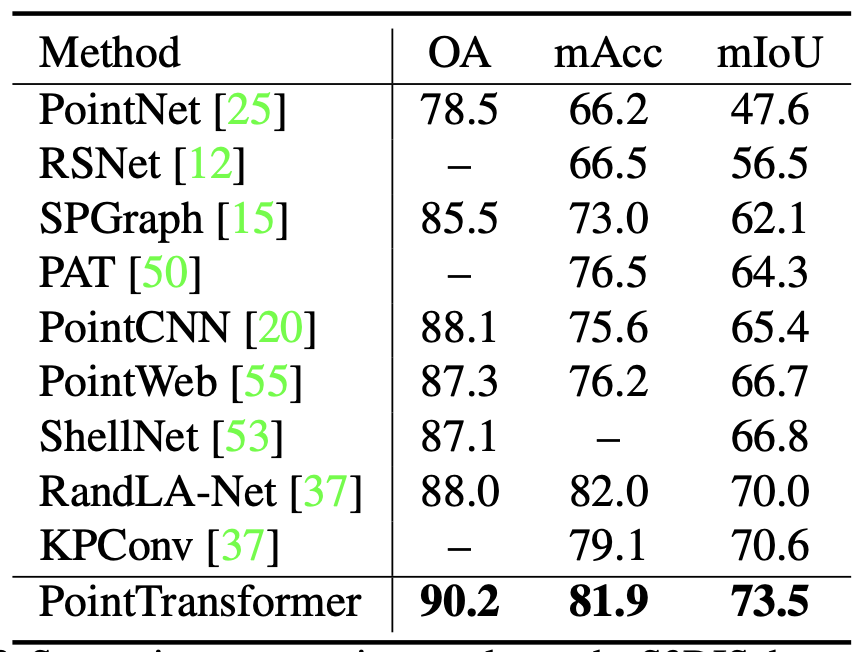 Method OA mAcc mIoU
PointNet [25] 78.5 66.2 47.6
RSNet [12] – 66.5 56.5
SPGraph [15] 85.5 73.0 62.1
PAT [50] – 76.5 64.3
PointCNN [20] 88.1 75.6 65.4
PointWeb [55] 87.3 76.2 66.7
ShellNet [53] 87.1 – 66.8
RandLA-Net [37] 88.0 82.0 70.0
KPConv [37] – 79.1 70.6
PointTransformer 90.2 81.9 73.5